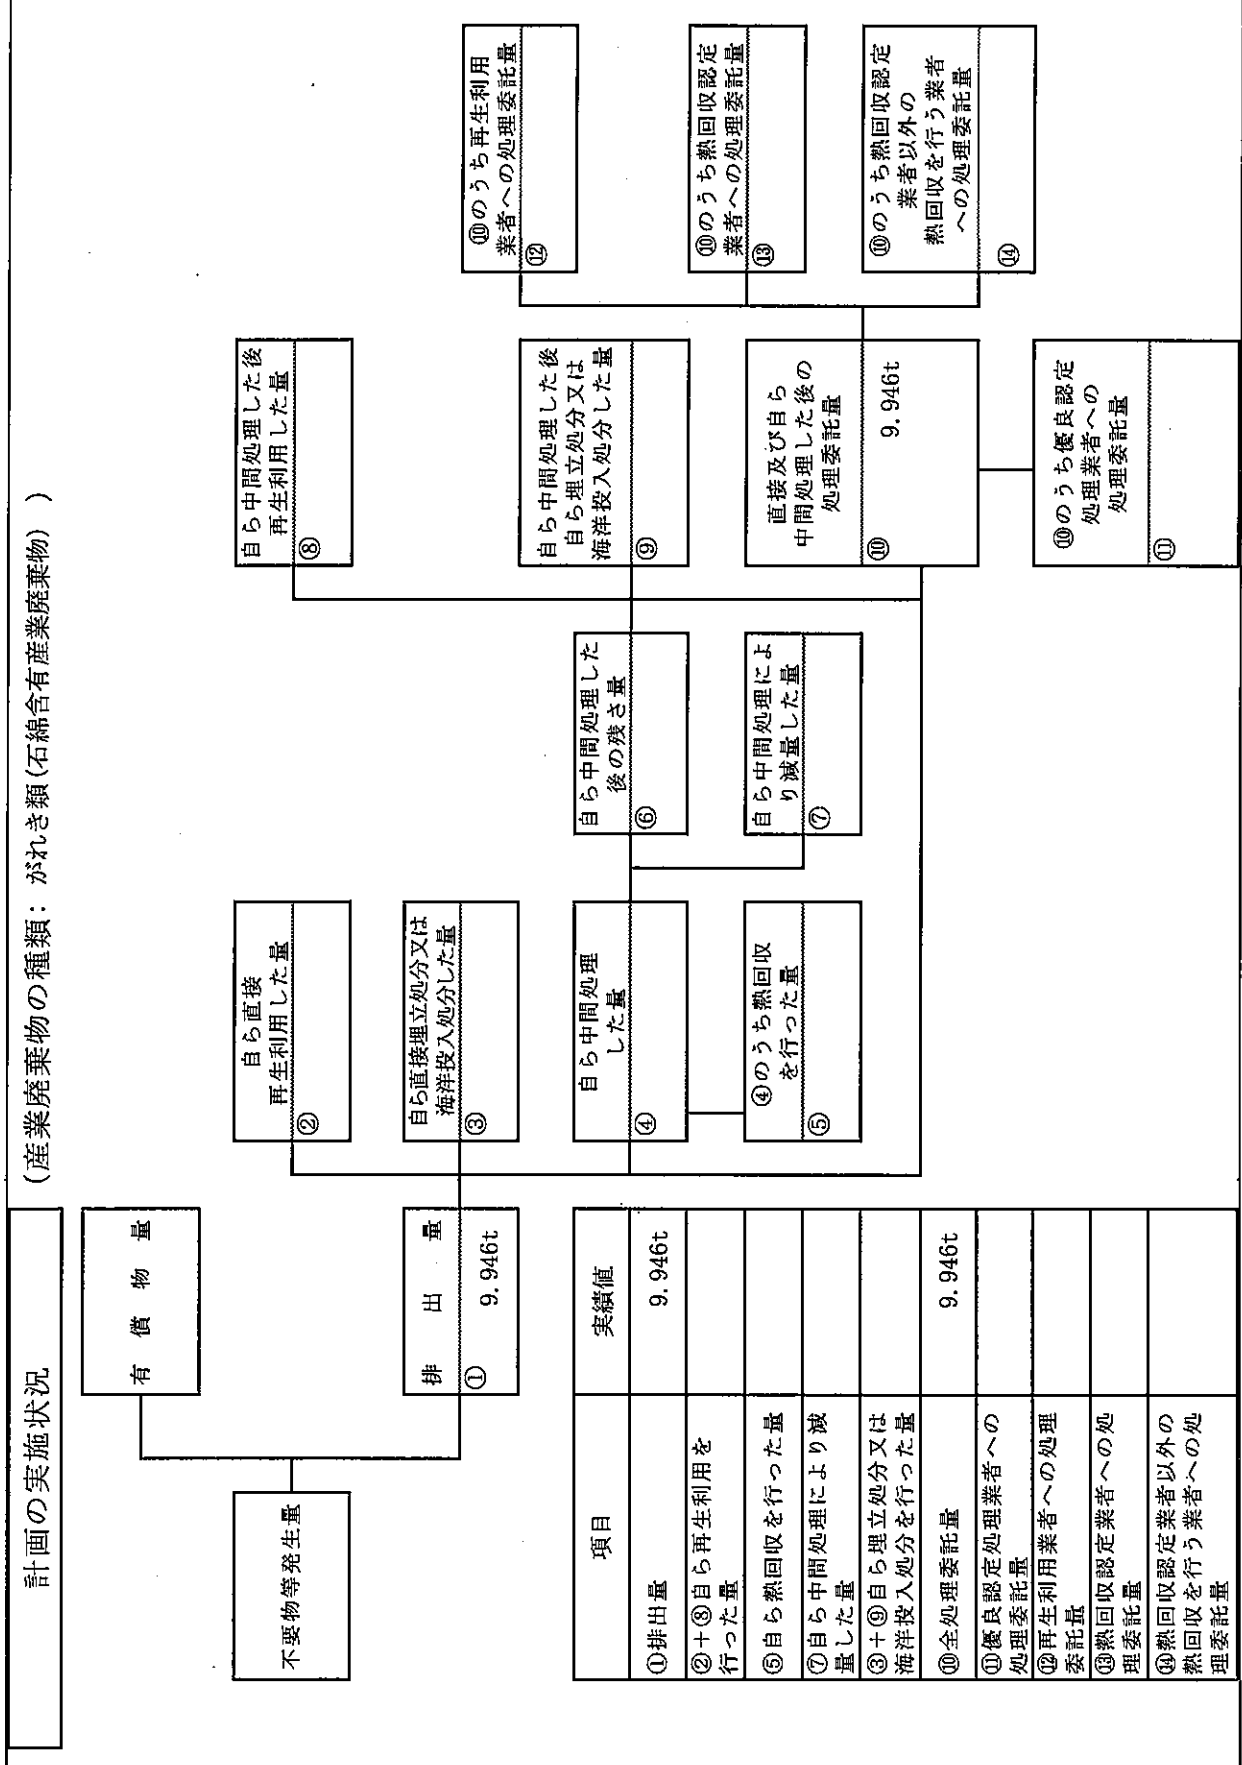 計画の実施状況
(産業廃棄物の種類: がれき類(石綿含有産業廃棄物) )
不要物等発生量
有 償 物 量
排 出 量
① 9.946t
自ら直接
再生利用した量
②
自ら直接埋立処分又は
海洋投入処分した量
③
自ら中間処理
した量
④
④のうち熱回収
を行った量
⑤
自ら中間処理した
後の残さ量
⑥
自ら中間処理によ
り減量した量
⑦
自ら中間処理した後
再生利用した量
⑧
自ら中間処理した後
自ら埋立処分又は
海洋投入処分した量
⑨
直接及び自ら
中間処理した後の
処理委託量
⑩ 9.946t
⑩のうち優良認定
処理業者への
処理委託量
⑪
⑩のうち再生利用
業者への処理委託量
⑫
⑩のうち熱回収認定
業者への処理委託量
⑬
⑩のうち熱回収認定
業者以外の
熱回収を行う業者
への処理委託量
⑭
項目 実績値
①排出量 9.946t
②+⑧自ら再生利用を
行った量
⑤自ら熱回収を行った量
⑦自ら中間処理により減
量した量
③+⑨自ら埋立処分又は
海洋投入処分を行った量
⑩全処理委託量 9.946t
⑪優良認定処理業者への
処理委託量
⑫再生利用業者への処理
委託量
⑬熱回収認定業者への処
理委託量
⑭熱回収認定業者以外の
熱回収を行う業者への処
理委託量